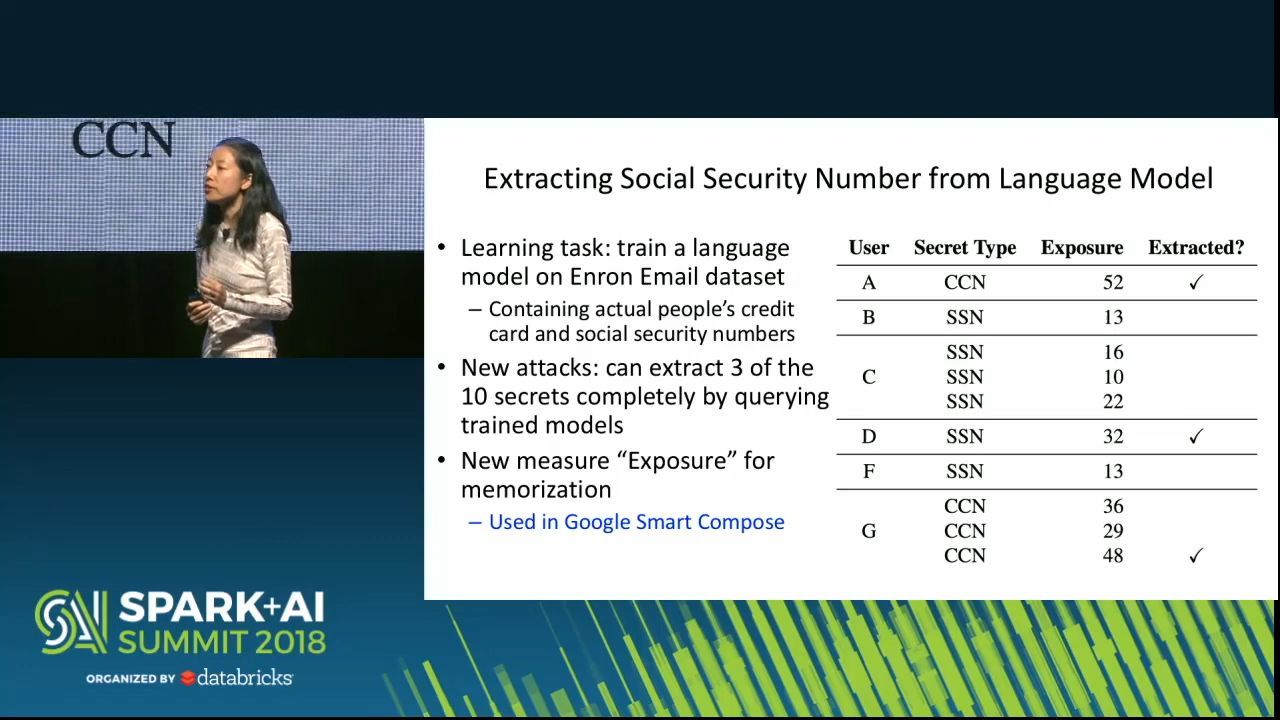 CCN
Extracting Social Security Number from Language Model
• Learning task: train a language
model on Enron Email dataset
– Containing actual people's credit
card and social security numbers
• New attacks: can extract 3 of the
10 secrets completely by querying
trained models
• New measure “Exposure” for
memorization
– Used in Google Smart Compose
User Secret Type Exposure Extracted?
A CCN 52 ✓
B SSN 13
SSN 16
C SSN 10
SSN 22
D SSN 32 ✓
F SSN 13
CCN 36
G CCN 29
CCN 48 ✓
SAI SPARK+AI
SUMMIT 2018
ORGANIZED BY databricks